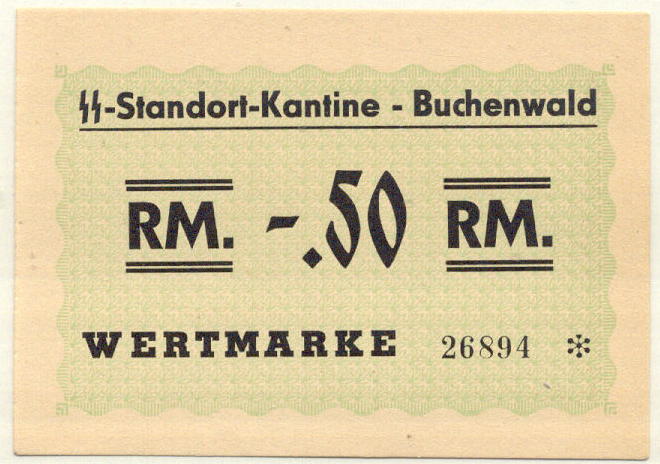 ᛋᛋ-Standort-Kantine - Buchenwald
RM. -.50 RM.
WERTMARKE 26894 *